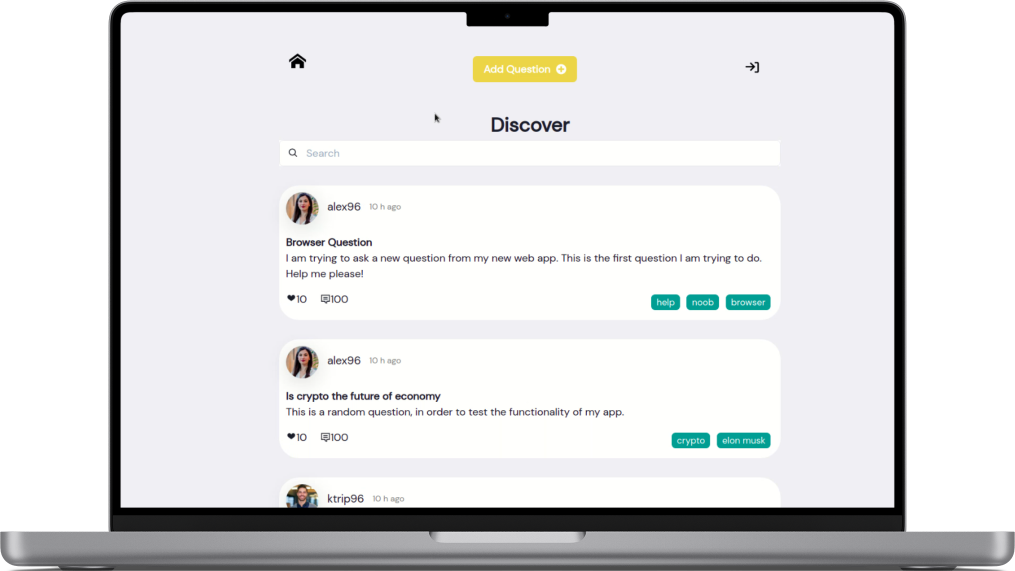 Add Question
Discover
Search
alex96 10 h ago
Browser Question
I am trying to ask a new question from my new web app. This is the first question I am trying to do.
Help me please!
10 100
help noob browser
alex96 10 h ago
Is crypto the future of economy
This is a random question, in order to test the functionality of my app.
10 100
crypto elon musk
ktrip96 10 h ago